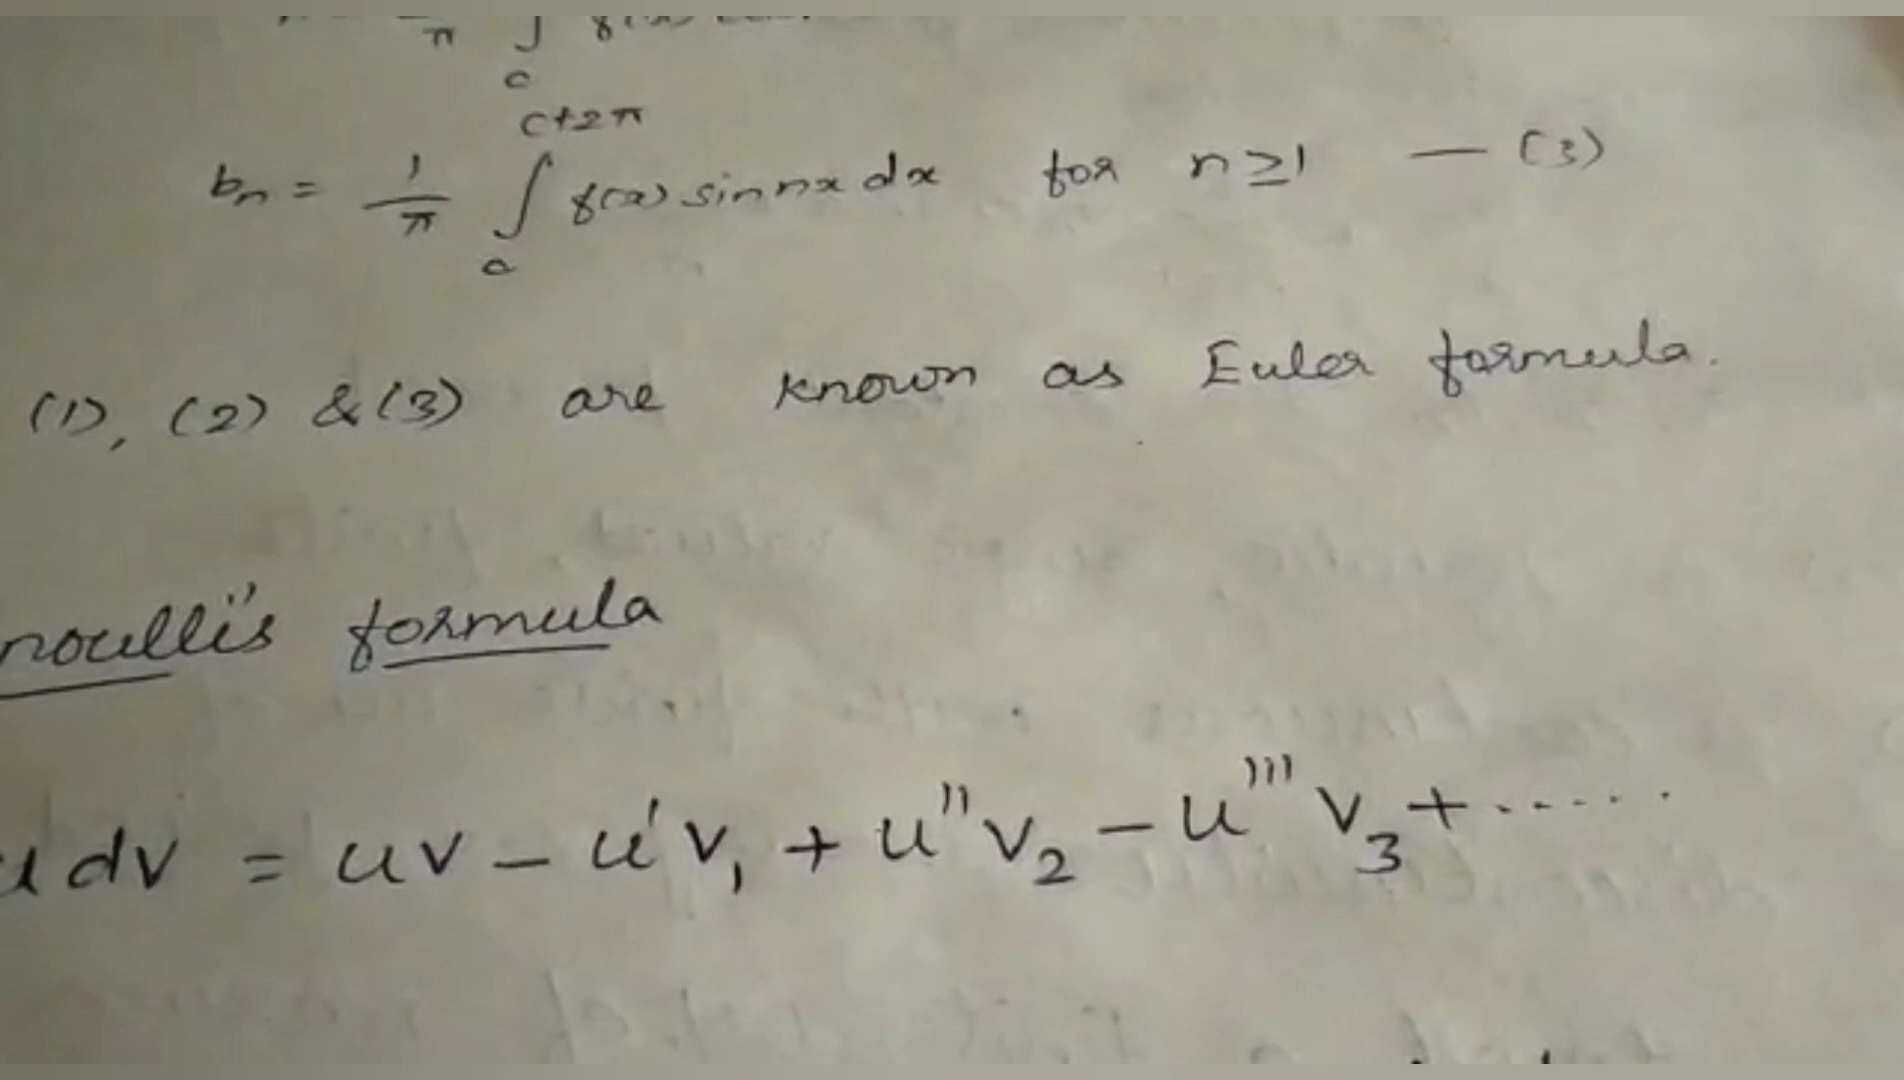 π ∫
c
c+2π
bn = 1/π ∫ f(x) sin nx dx for n ≥ 1 — (3)
c
(1), (2) & (3) are known as Euler formula.
noulli's formula
u dv = uv - u'v₁ + u''v₂ - u'''v₃ + .....